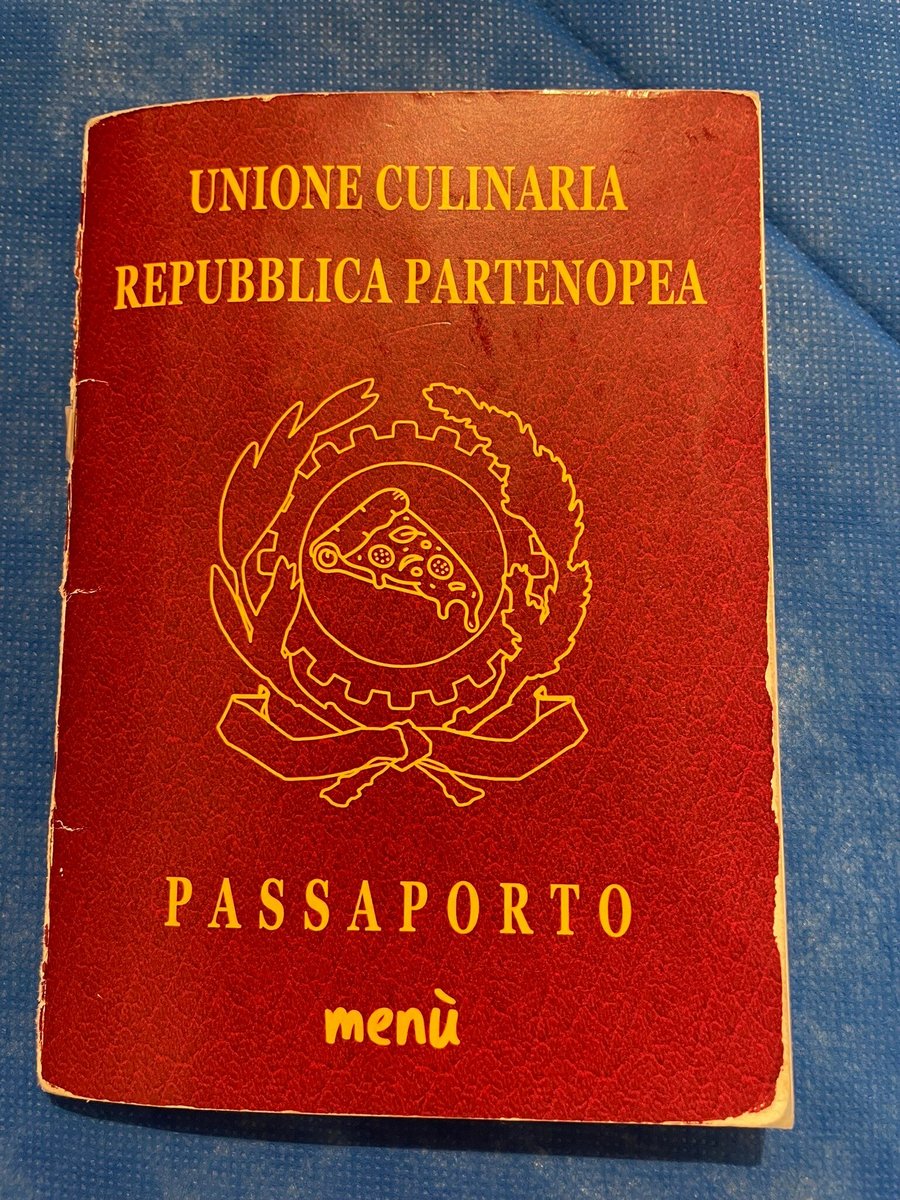 UNIONE CULINARIA
REPUBBLICA PARTENOPEA
PASSAPORTO
menù